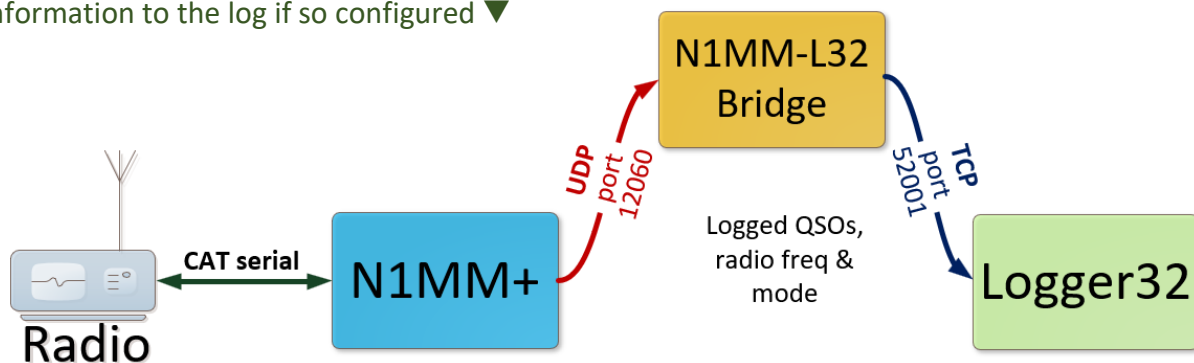 nformation to the log if so configured ▼
N1MM-L32
Bridge
UDP
port
12060
TCP
port
52001
Logged QSOs,
radio freq &
mode
CAT serial
N1MM+
Logger32
Radio